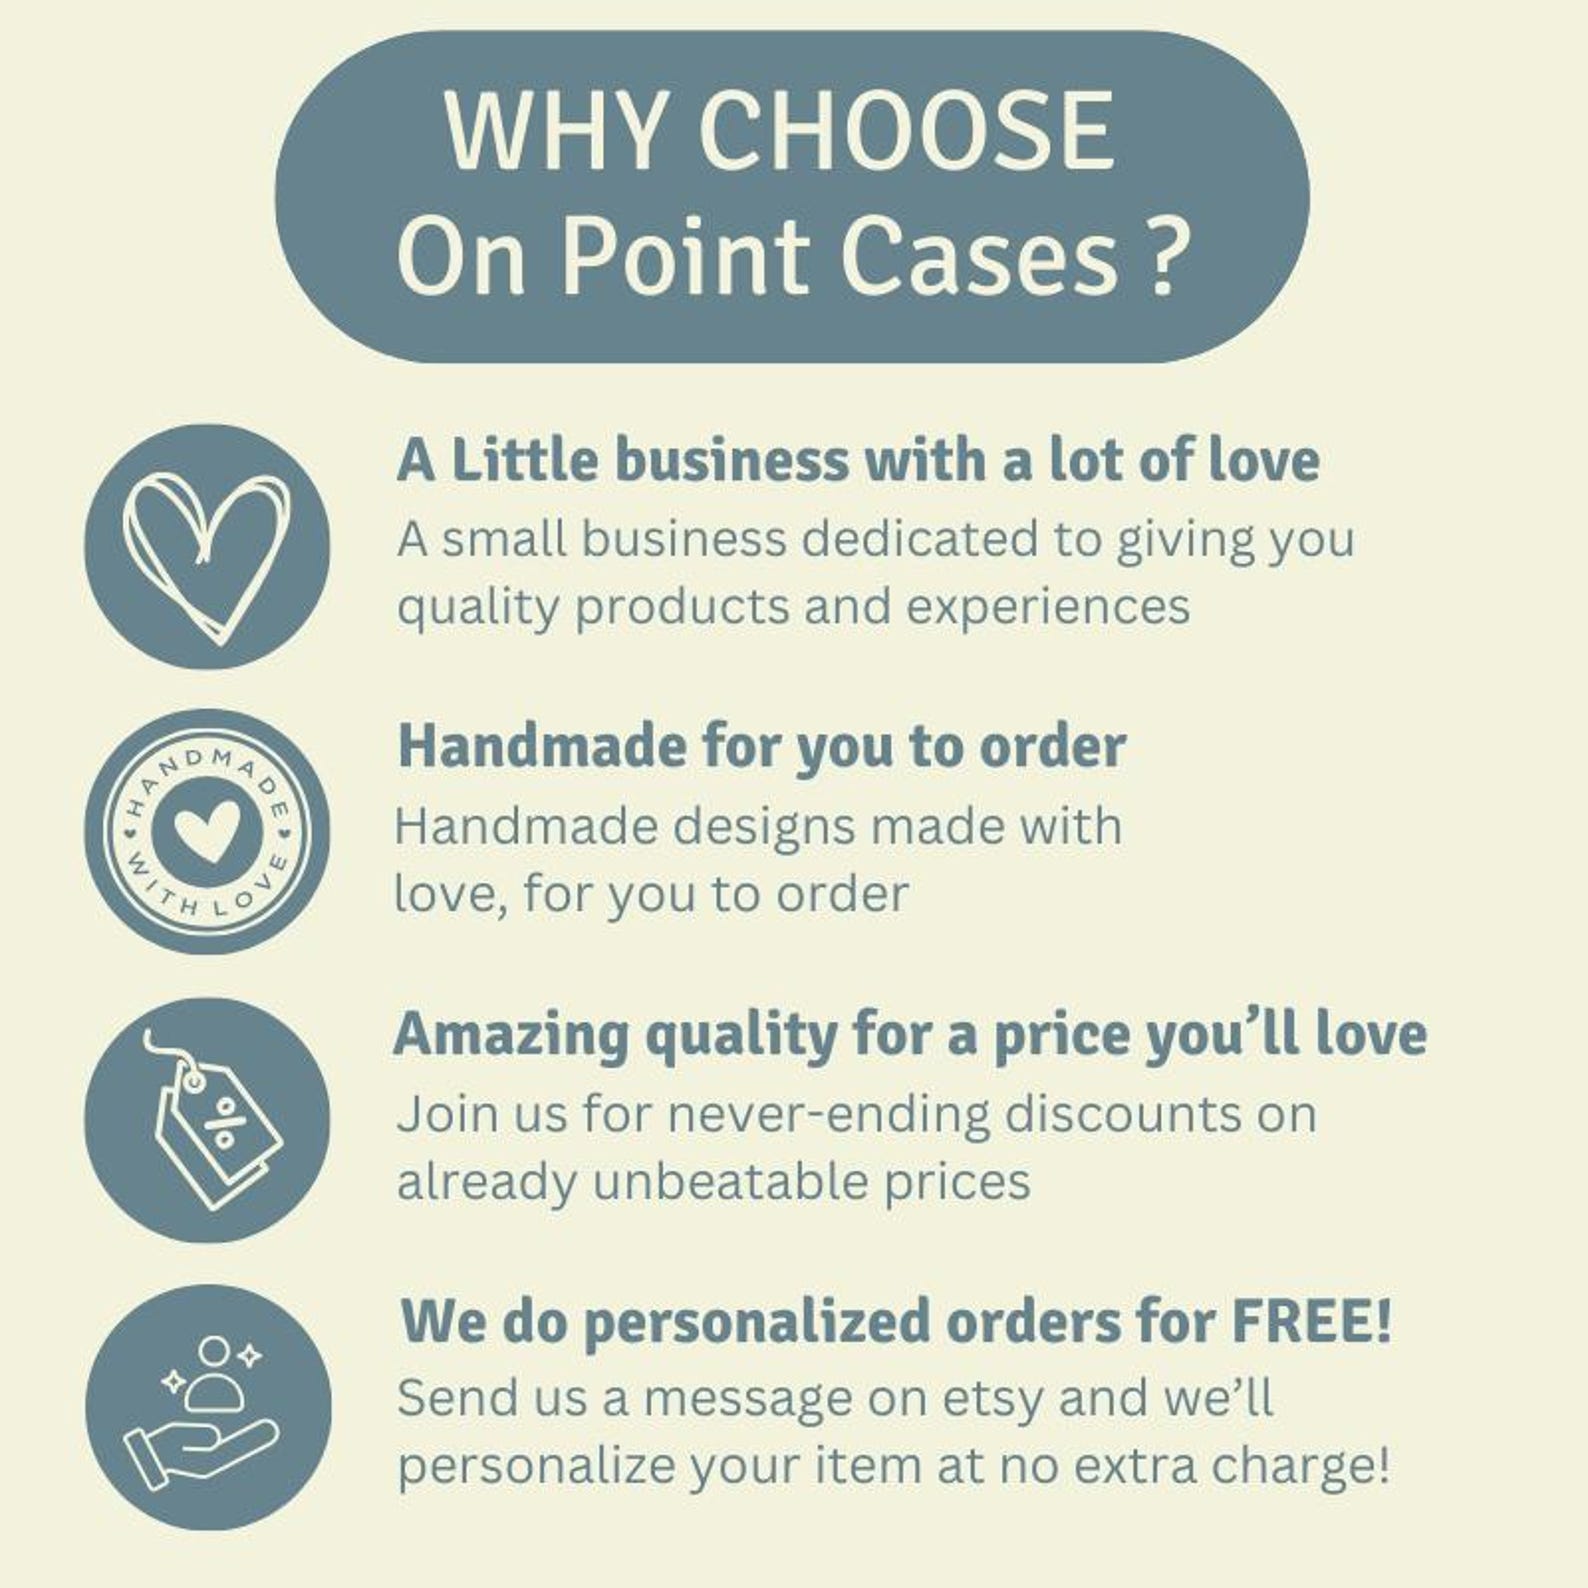 WHY CHOOSE
On Point Cases ?
A Little business with a lot of love
A small business dedicated to giving you
quality products and experiences
HANDMADE
WITH LOVE
Handmade for you to order
Handmade designs made with
love, for you to order
Amazing quality for a price you’ll love
Join us for never-ending discounts on
already unbeatable prices
%
We do personalized orders for FREE!
Send us a message on etsy and we’ll
personalize your item at no extra charge!